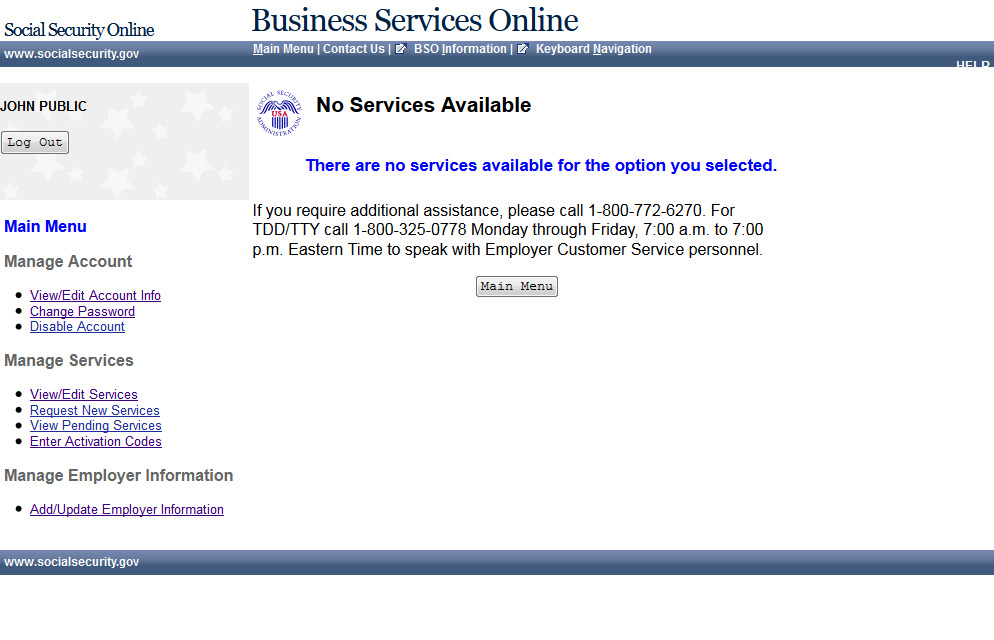 Social Security Online
Business Services Online
www.socialsecurity.gov
Main Menu | Contact Us | BSO Information | Keyboard Navigation
HELP
JOHN PUBLIC
Log Out
Main Menu
Manage Account
View/Edit Account Info
Change Password
Disable Account
Manage Services
View/Edit Services
Request New Services
View Pending Services
Enter Activation Codes
Manage Employer Information
Add/Update Employer Information
SOCIAL SECURITY
USA
ADMINISTRATION
No Services Available
There are no services available for the option you selected.
If you require additional assistance, please call 1-800-772-6270. For
TDD/TTY call 1-800-325-0778 Monday through Friday, 7:00 a.m. to 7:00
p.m. Eastern Time to speak with Employer Customer Service personnel.
Main Menu
www.socialsecurity.gov